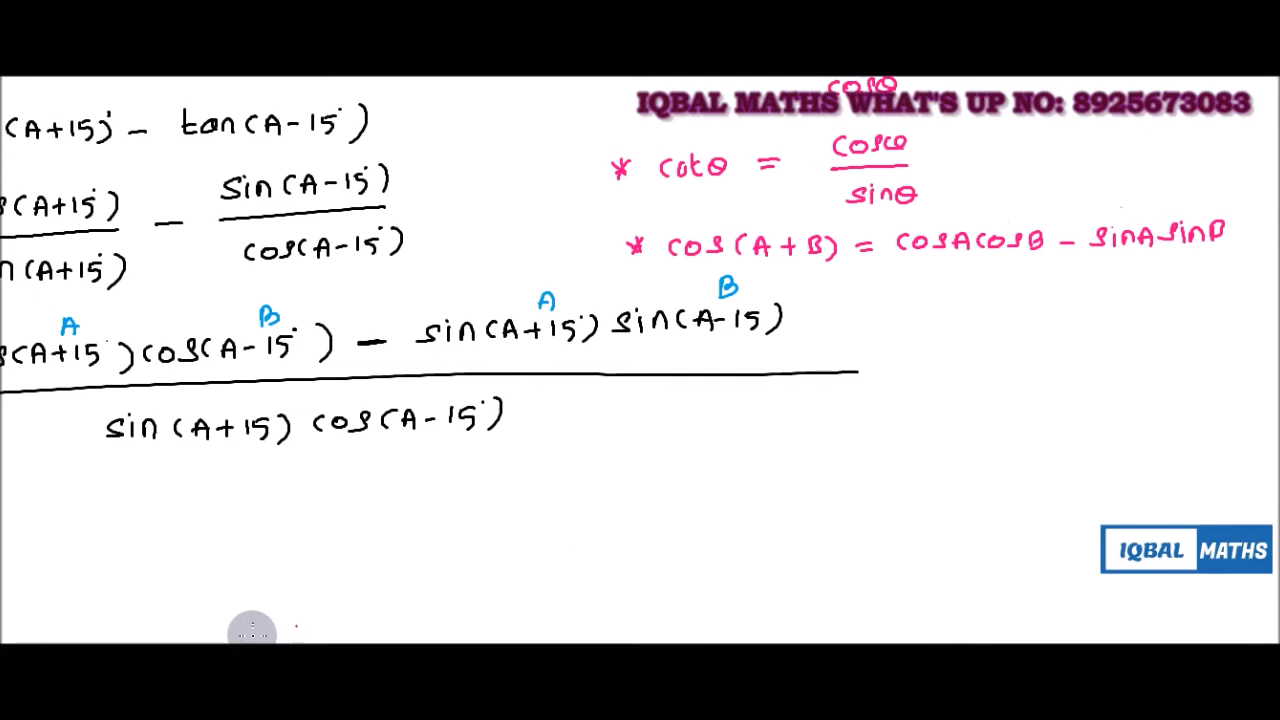 cosθ
IQBAL MATHS WHAT'S UP NO: 8925673083
(A+15°) - tan(A-15°)
* cotθ = cosθ / sinθ
s(A+15°) / n(A+15°) - sin(A-15°) / cos(A-15°)
* cos(A+B) = cosAcosB - sinAsinB
A B A B
s(A+15°)cos(A-15°) - sin(A+15°)sin(A-15)
sin(A+15) cos(A-15°)
IQBAL MATHS